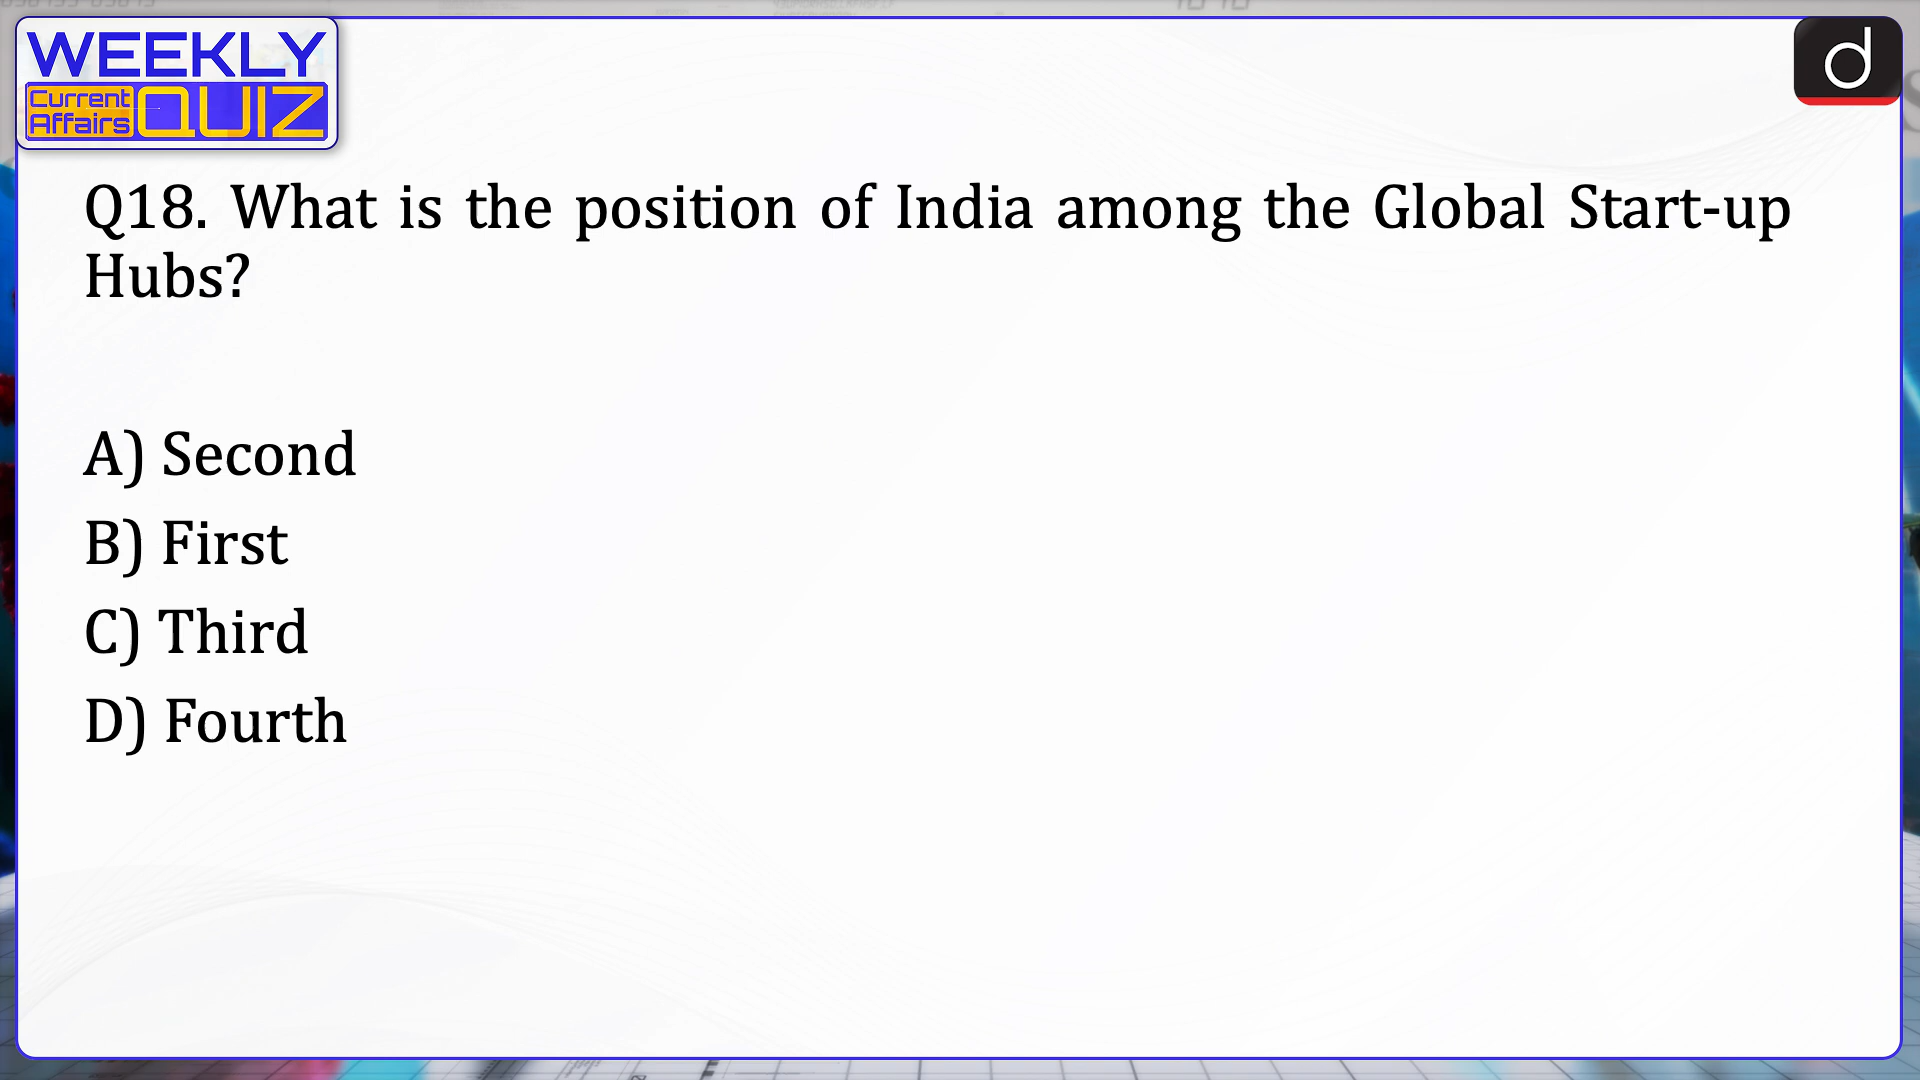 WEEKLY
Current
Affairs
QUIZ
d
Q18. What is the position of India among the Global Start-up
Hubs?
A) Second
B) First
C) Third
D) Fourth